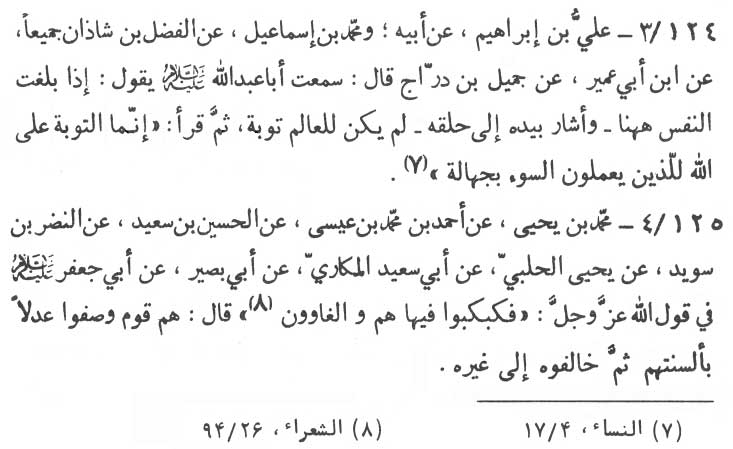 ٣/١٢٤ ـ عليُّ بن إبراهيم ، عن أبيه ؛ ومحمّد بن إسماعيل ، عن الفضل بن شاذان جميعاً،
عن ابن أبي عمير ، عن جميل بن درّاج قال : سمعت أباعبدالله عليه السلام يقول : إذا بلغت
النفس ههنا ـ وأشار بيده إلى حلقه ـ لم يكن للعالم توبة، ثمَّ قرأ : «إنّما التوبة على
الله للّذين يعملون السوء بجهالة »(٧) .
٤/١٢٥ ـ محمّد بن يحيى ، عن أحمد بن محمّد بن عيسى ، عن الحسين بن سعيد ، عن النضر بن
سويد ، عن يحيى الحلبيّ ، عن أبي سعيد المكاريّ ، عن أبي بصير ، عن أبي جعفر عليه السلام
في قول الله عزَّ وجلَّ : «فكبكبوا فيها هم و الغاوون (٨)» قال : هم قوم وصفوا عدلاً
بألسنتهم ثمَّ خالفوه إلى غيره .
(٧) النساء ، ١٧/۴ (٨) الشعراء ، ٩۴/٢۶